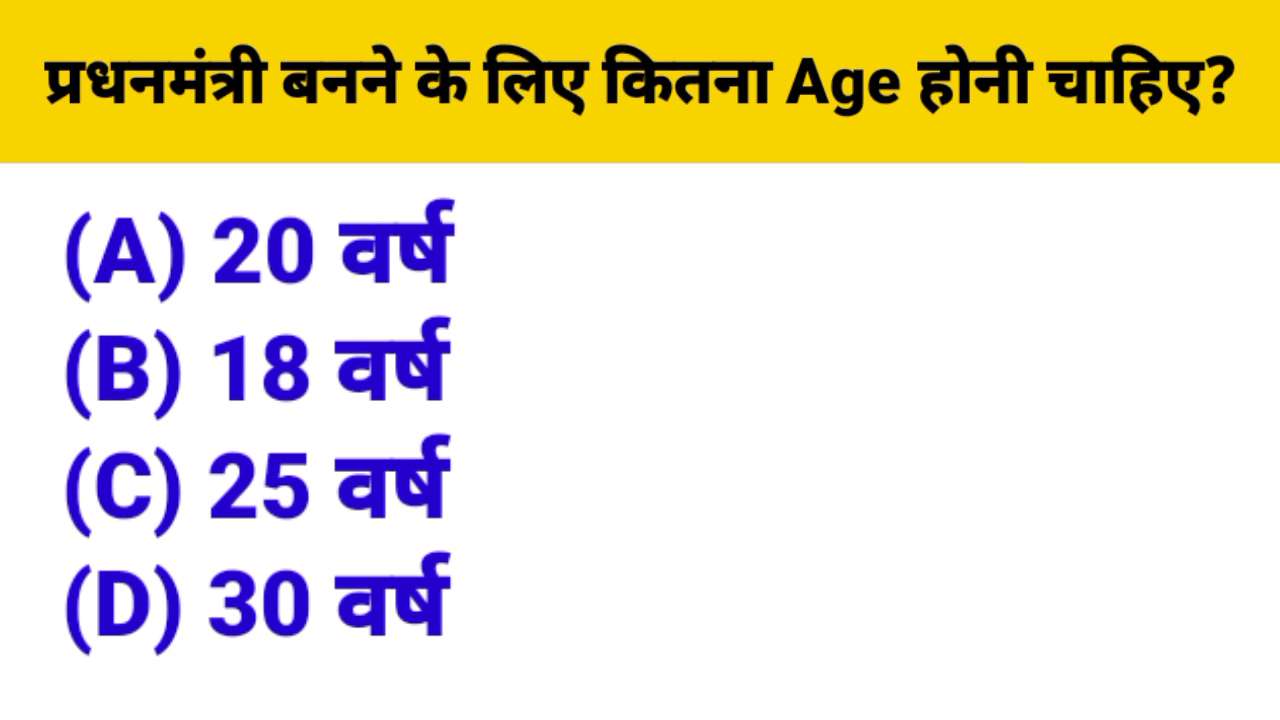 प्रधनमंत्री बनने के लिए कितना Age होनी चाहिए?
(A) 20 वर्ष
(B) 18 वर्ष
(C) 25 वर्ष
(D) 30 वर्ष